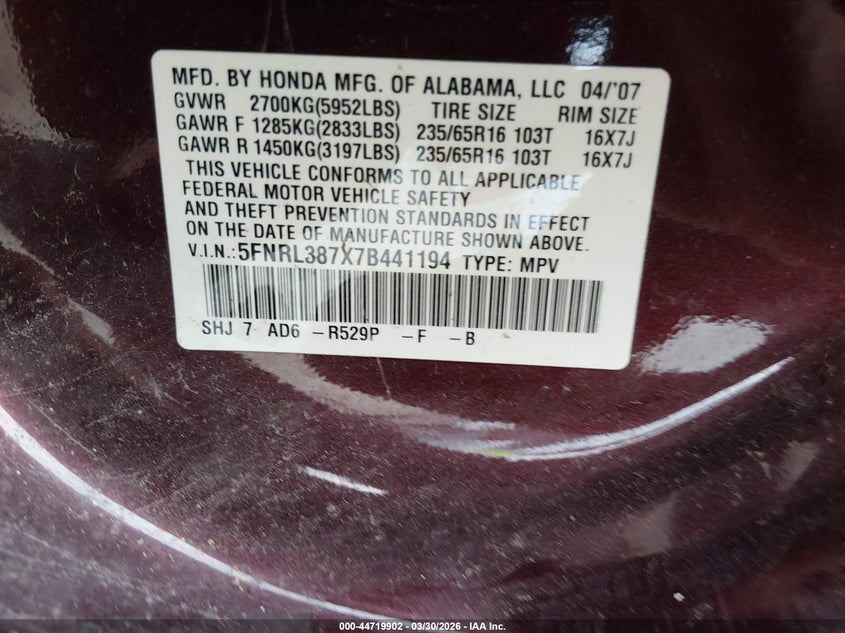 MFD. BY HONDA MFG. OF ALABAMA, LLC 04/'07
GVWR 2700KG(5952LBS) TIRE SIZE RIM SIZE
GAWR F 1285KG(2833LBS) 235/65R16 103T 16X7J
GAWR R 1450KG(3197LBS) 235/65R16 103T 16X7J
THIS VEHICLE CONFORMS TO ALL APPLICABLE
FEDERAL MOTOR VEHICLE SAFETY
AND THEFT PREVENTION STANDARDS IN EFFECT
ON THE DATE OF MANUFACTURE SHOWN ABOVE.
V.I.N.:5FNRL387X7B441194 TYPE: MPV
SHJ 7 AD6 –R529P –F –B
000-44719902 — 03/30/2026 — IAA Inc.